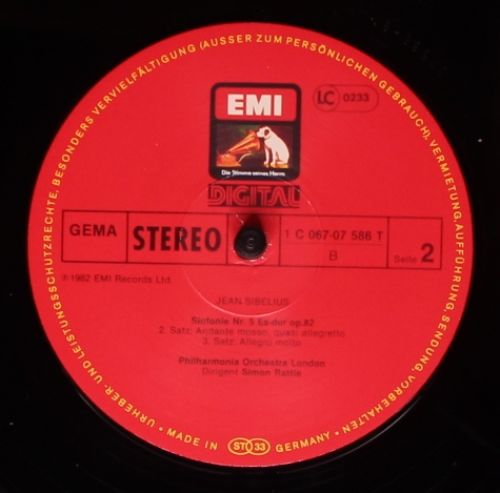 URHEBER- UND LEISTUNGSSCHUTZRECHTE, BESONDERS VERVIELFÄLTIGUNG (AUSSER ZUM PERSÖNLICHEN GEBRAUCH), VERMIETUNG, AUFFÜHRUNG, SENDUNG, VORBEHALTEN
EMI
LC 0233
Die Stimme seines Herrn
DIGITAL
GEMA STEREO 1 C 067-07 586 T
B Seite 2
℗ 1982 EMI Records Ltd.
JEAN SIBELIUS
Sinfonie Nr. 5 Es-dur op.82
2. Satz: Andante mosso, quasi allegretto
3. Satz: Allegro molto
Philharmonia Orchestra London
Dirigent Simon Rattle
• MADE IN STO 33 GERMANY •